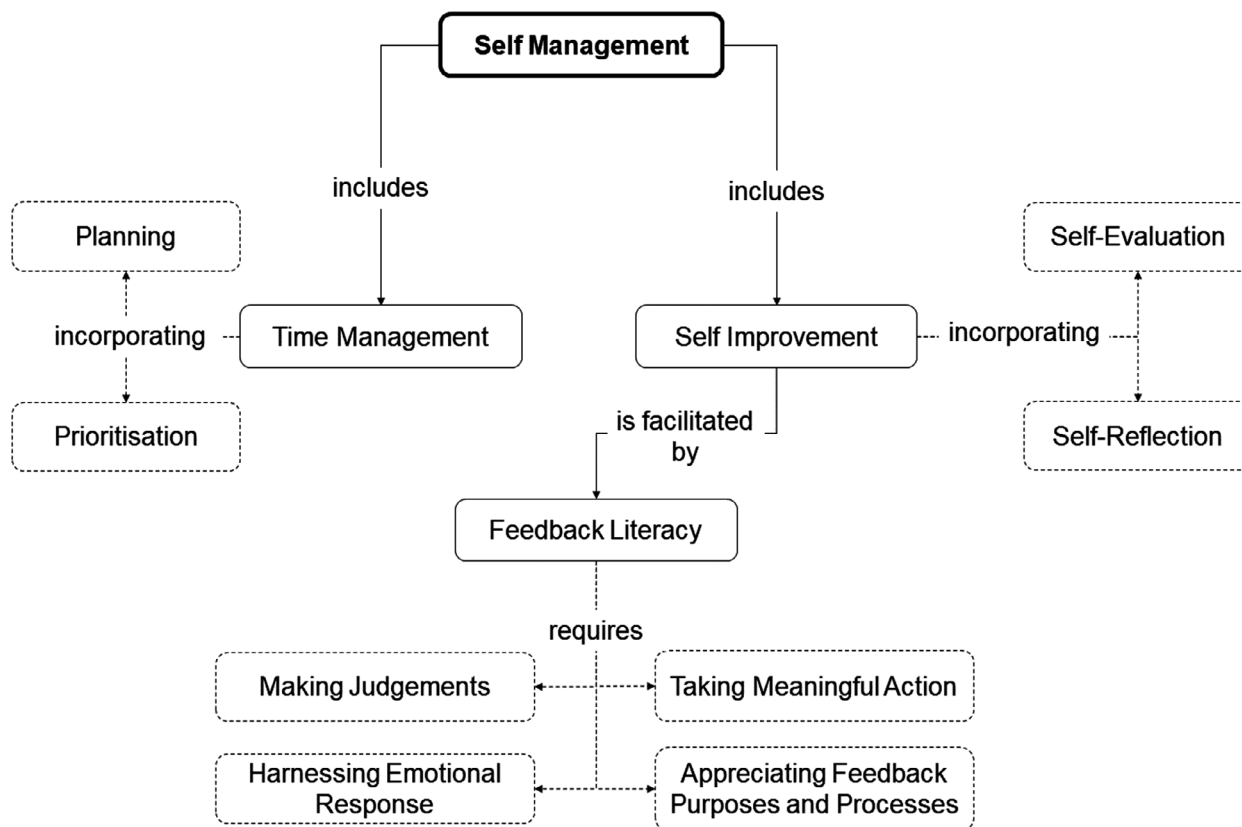 Self Management
includes
includes
Planning
Self-Evaluation
incorporating
Time Management
Self Improvement
incorporating
Prioritisation
is facilitated
by
Self-Reflection
Feedback Literacy
requires
Making Judgements
Taking Meaningful Action
Harnessing Emotional
Response
Appreciating Feedback
Purposes and Processes